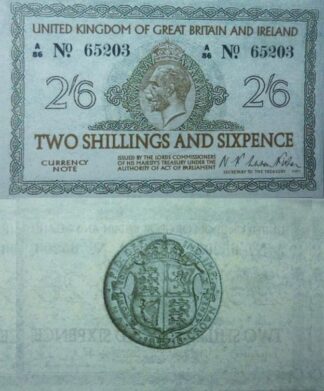 UNITED KINGDOM OF GREAT BRITAIN AND IRELAND
A/86 No 65203 A/86 No 65203
2/6 2/6
TWO SHILLINGS AND SIXPENCE
CURRENCY NOTE
ISSUED BY THE LORDS COMMISSIONERS
OF HIS MAJESTY'S TREASURY UNDER THE
AUTHORITY OF ACT OF PARLIAMENT
SECRETARY TO THE TREASURY